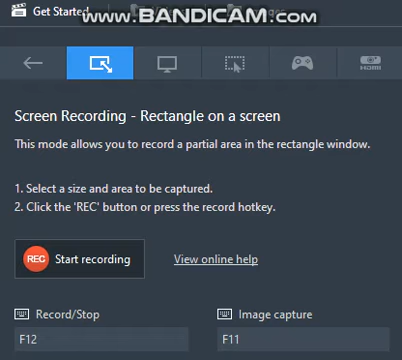 Get Started
www.BANDICAM.com
HDMI
Screen Recording - Rectangle on a screen
This mode allows you to record a partial area in the rectangle window.
1. Select a size and area to be captured.
2. Click the 'REC' button or press the record hotkey.
REC Start recording View online help
Record/Stop Image capture
F12 F11